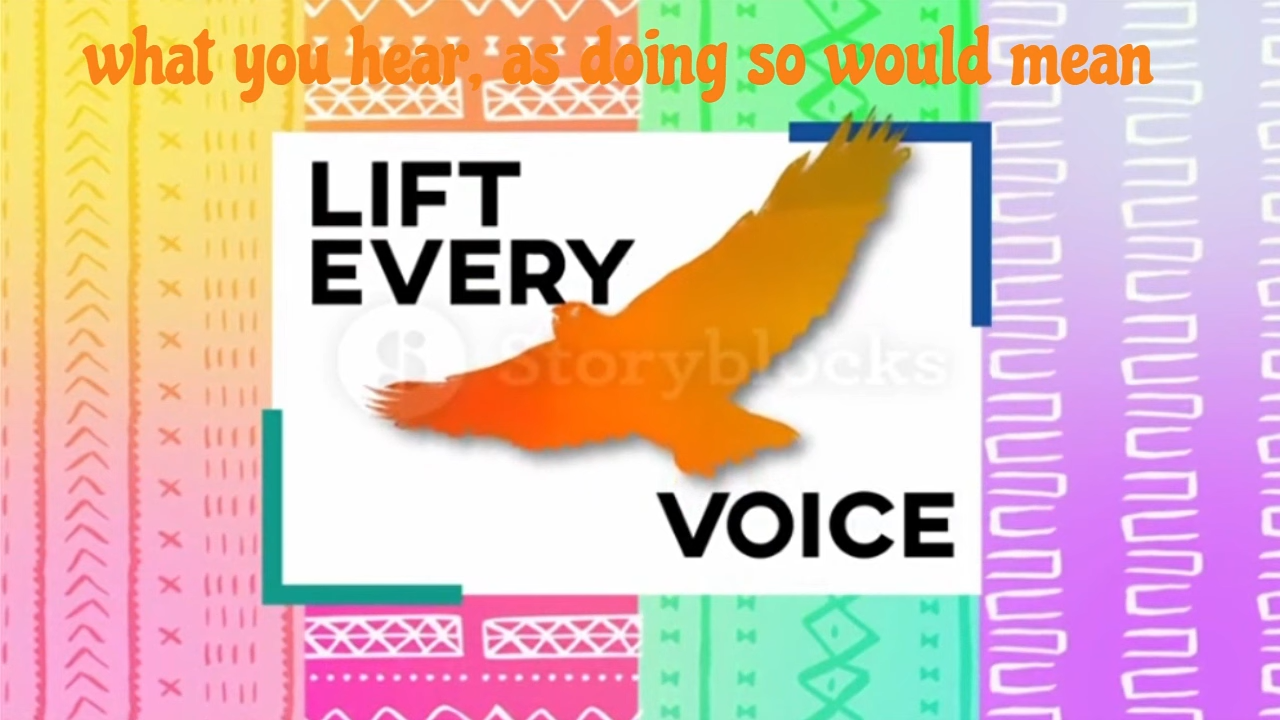 what you hear, as doing so would mean
LIFT
EVERY
Storyblocks
VOICE